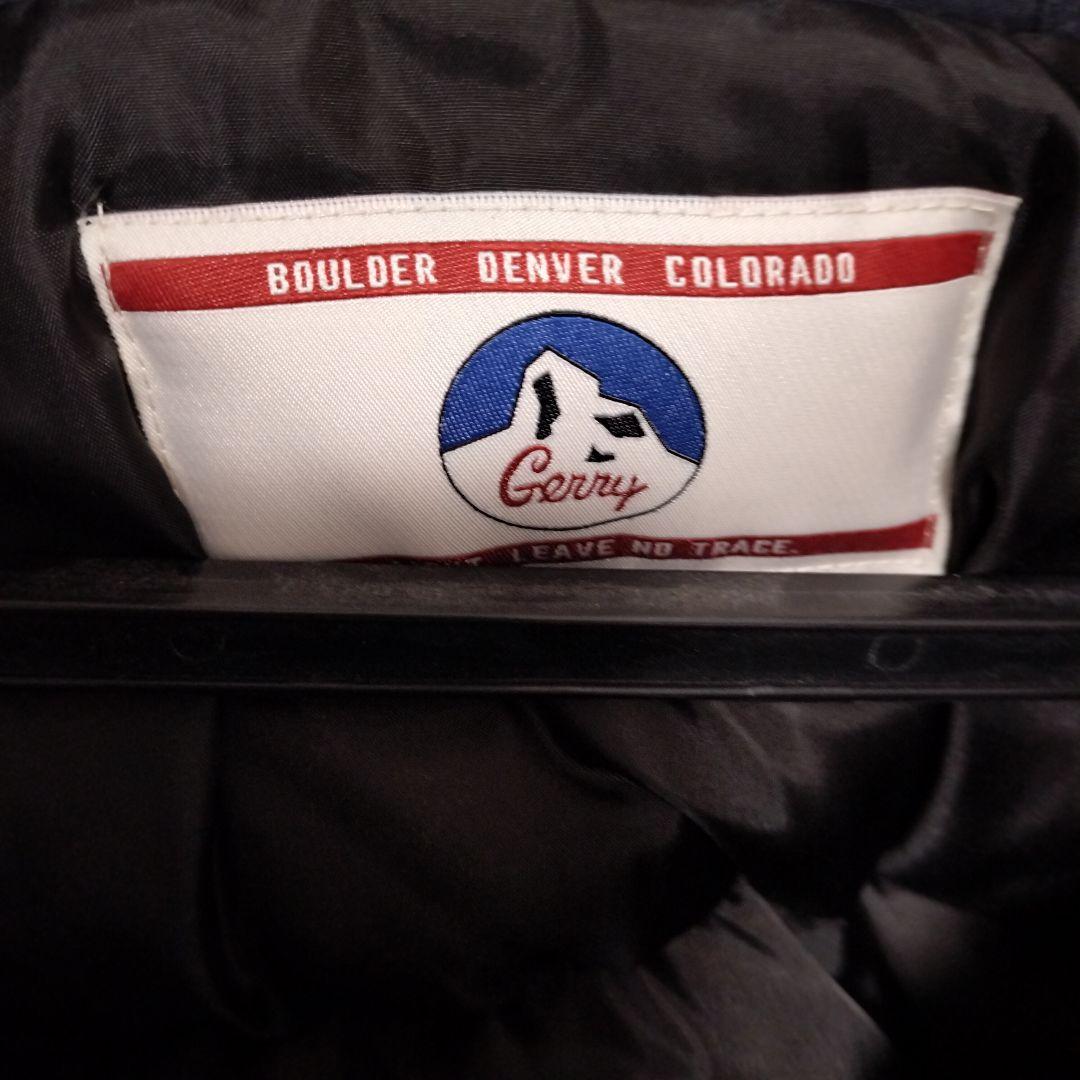 BOULDER DENVER COLORADO
Gerry
LEAVE NO TRACE.